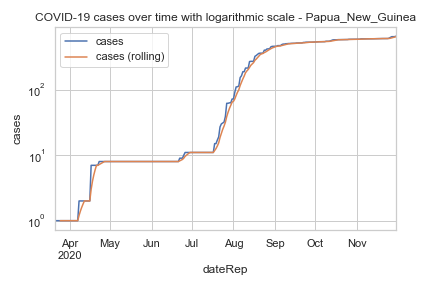 COVID-19 cases over time with logarithmic scale - Papua_New_Guinea
cases
cases (rolling)
10²
10¹
10⁰
cases
Apr May Jun Jul Aug Sep Oct Nov
2020
dateRep